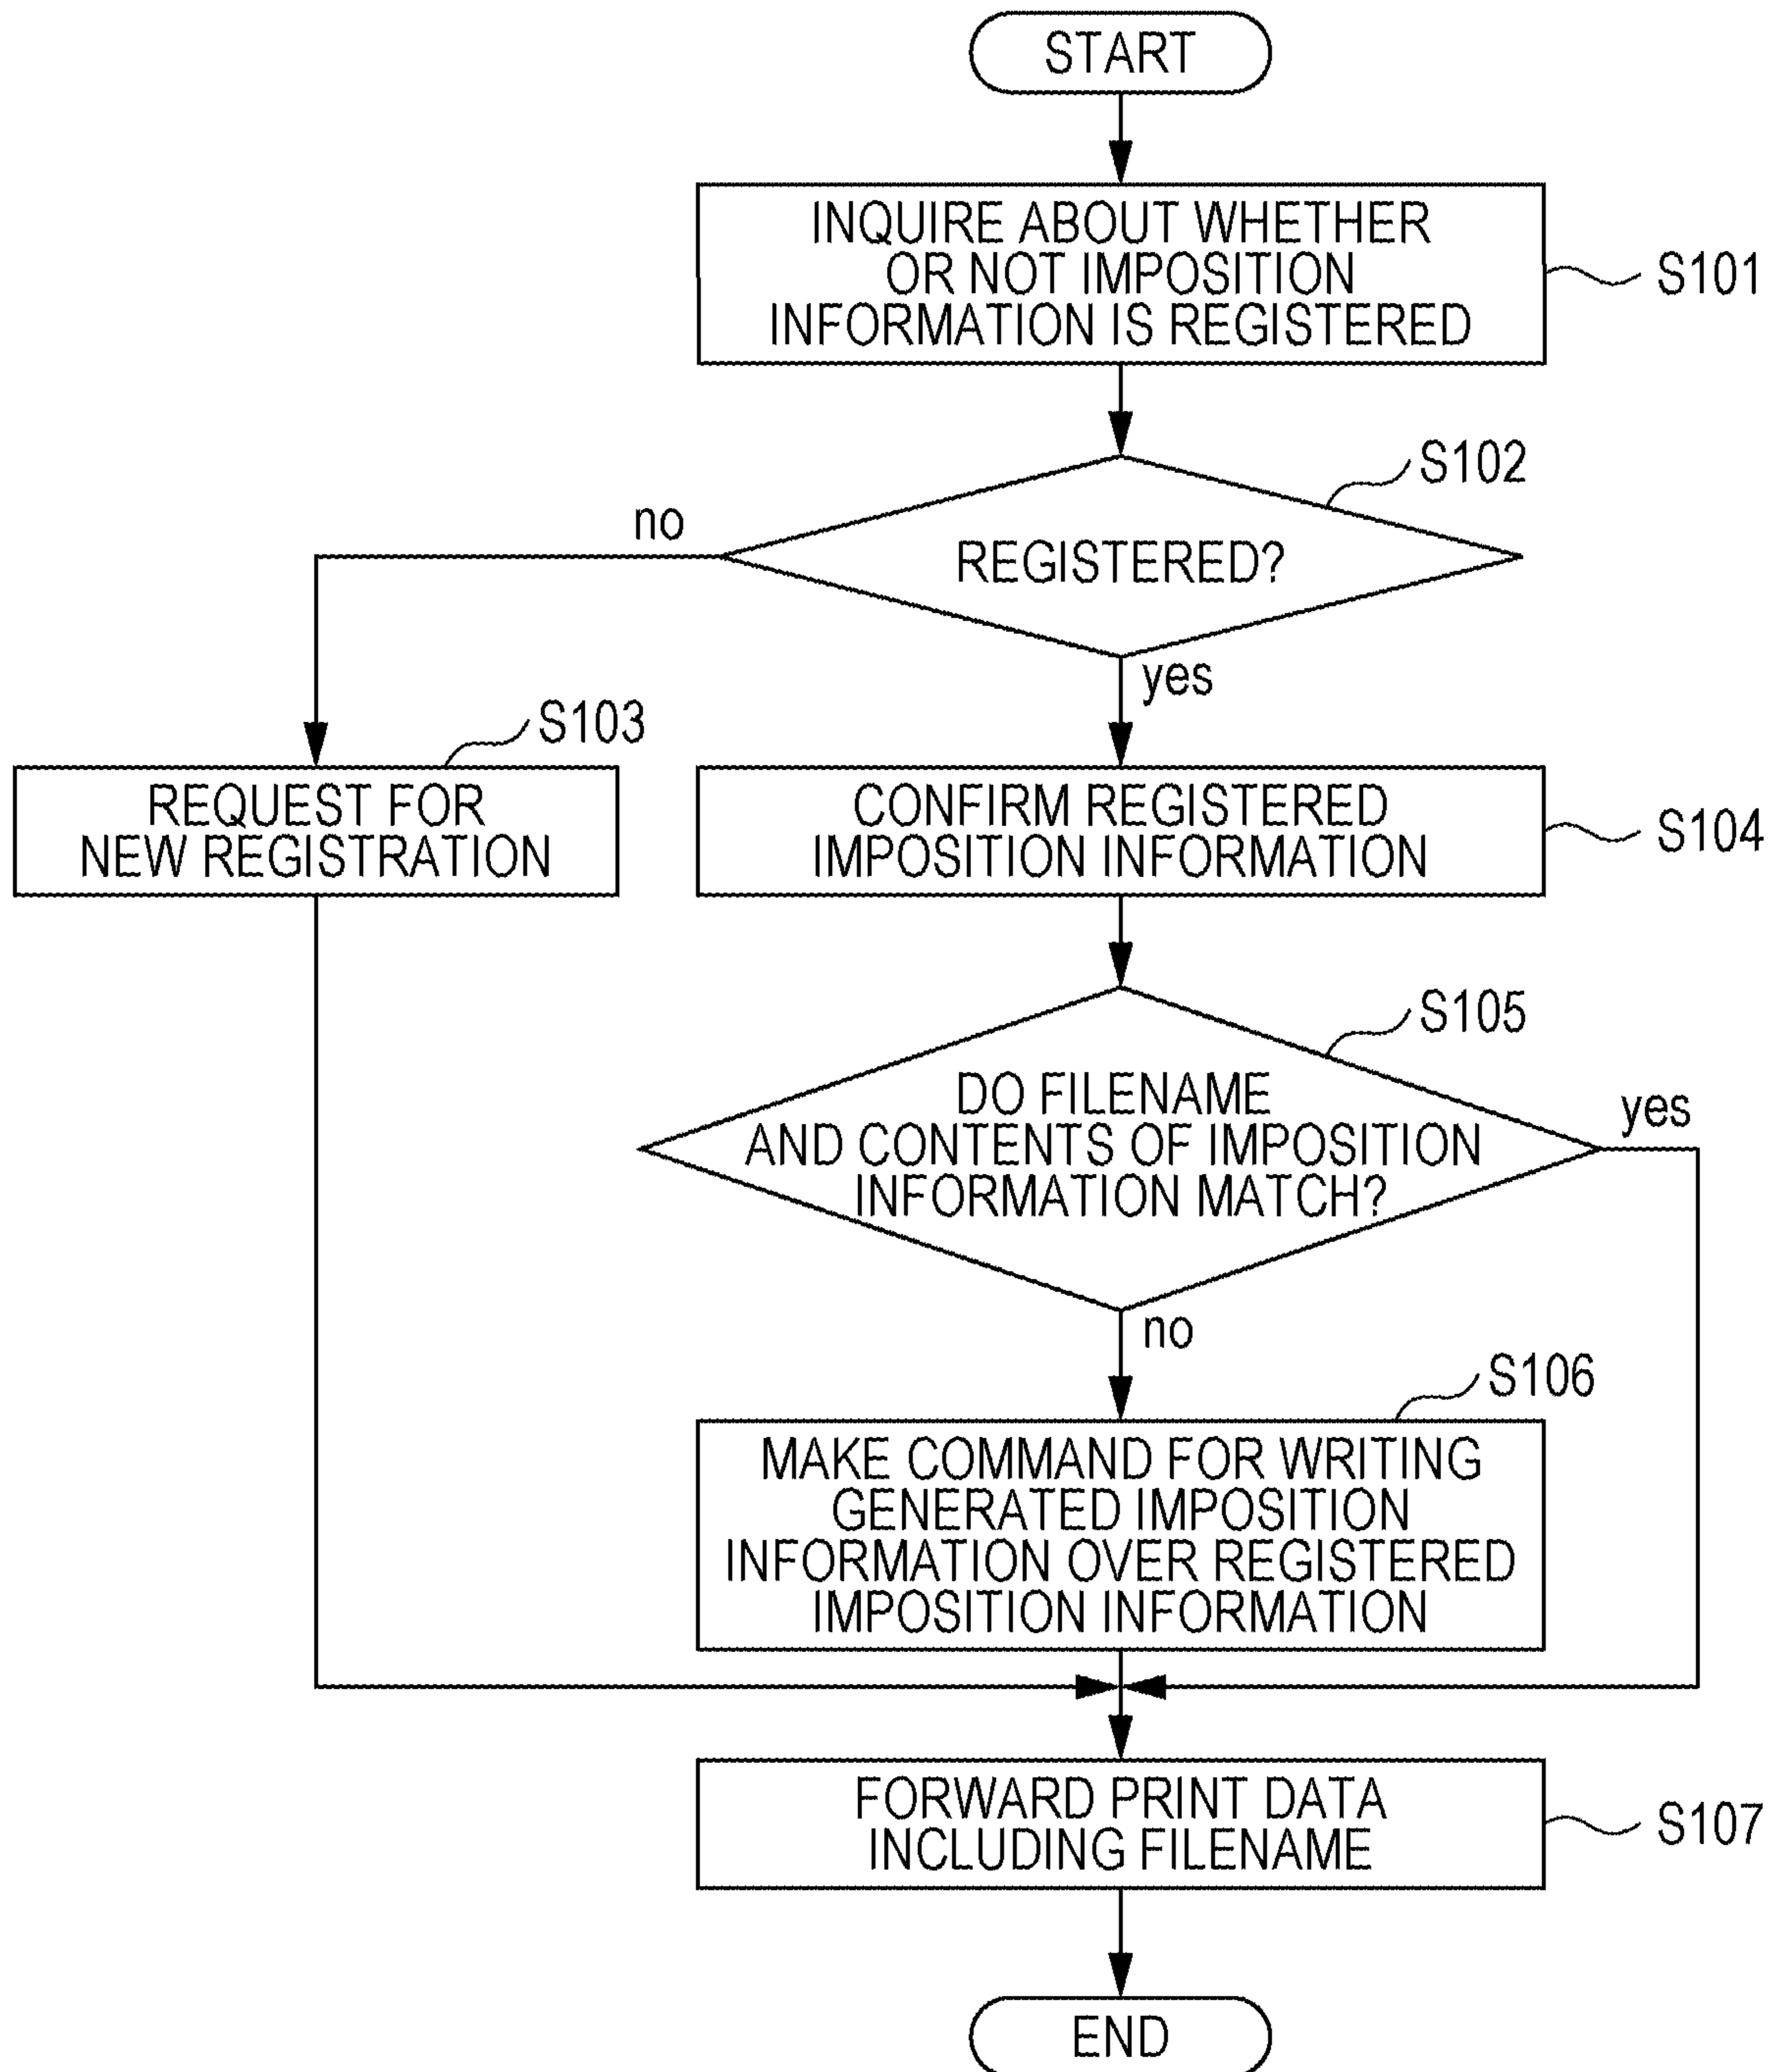 START
INQUIRE ABOUT WHETHER
OR NOT IMPOSITION
INFORMATION IS REGISTERED
S101
S102
no
REGISTERED?
yes
S103
REQUEST FOR
NEW REGISTRATION
CONFIRM REGISTERED
IMPOSITION INFORMATION
S104
S105
DO FILENAME
AND CONTENTS OF IMPOSITION
INFORMATION MATCH?
yes
no
S106
MAKE COMMAND FOR WRITING
GENERATED IMPOSITION
INFORMATION OVER REGISTERED
IMPOSITION INFORMATION
FORWARD PRINT DATA
INCLUDING FILENAME
S107
END